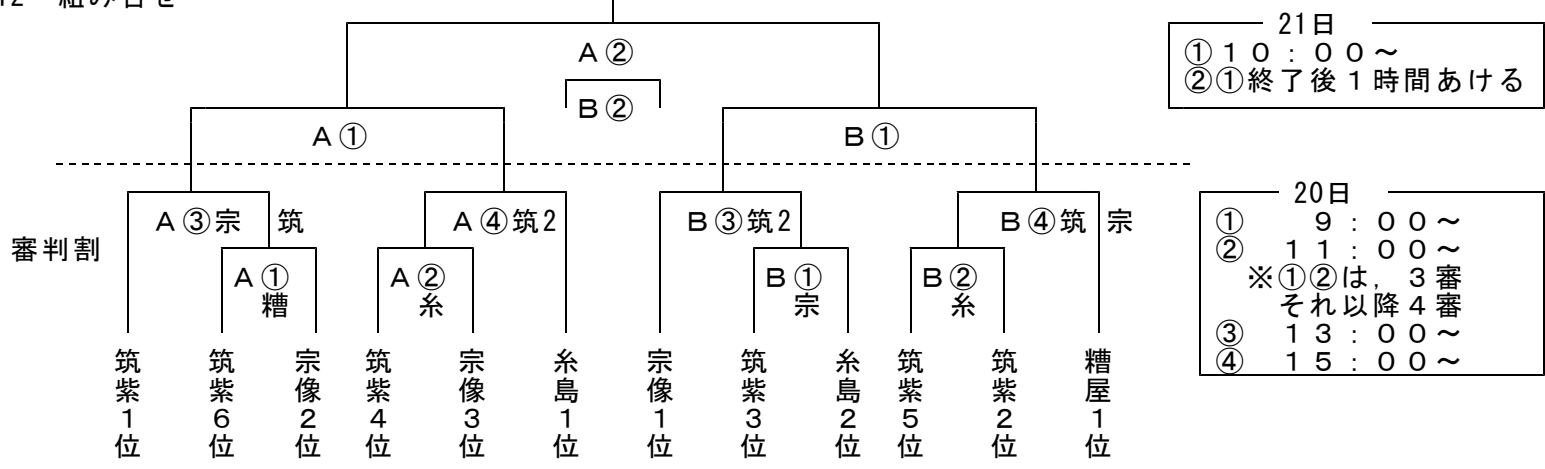 組み合せ
A②
B②
A①
B①
21日
①10:00～
②①終了後1時間あける
A③宗 筑
A④筑2
B③筑2
B④筑 宗
審判割
A①
糟
A②
糸
B①
宗
B②
糸
20日
① 9:00～
② 11:00～
※①②は,3審
それ以降4審
③ 13:00～
④ 15:00～
筑紫1位
筑紫6位
宗像2位
筑紫4位
宗像3位
糸島1位
宗像1位
筑紫3位
糸島2位
筑紫5位
筑紫2位
糟屋1位